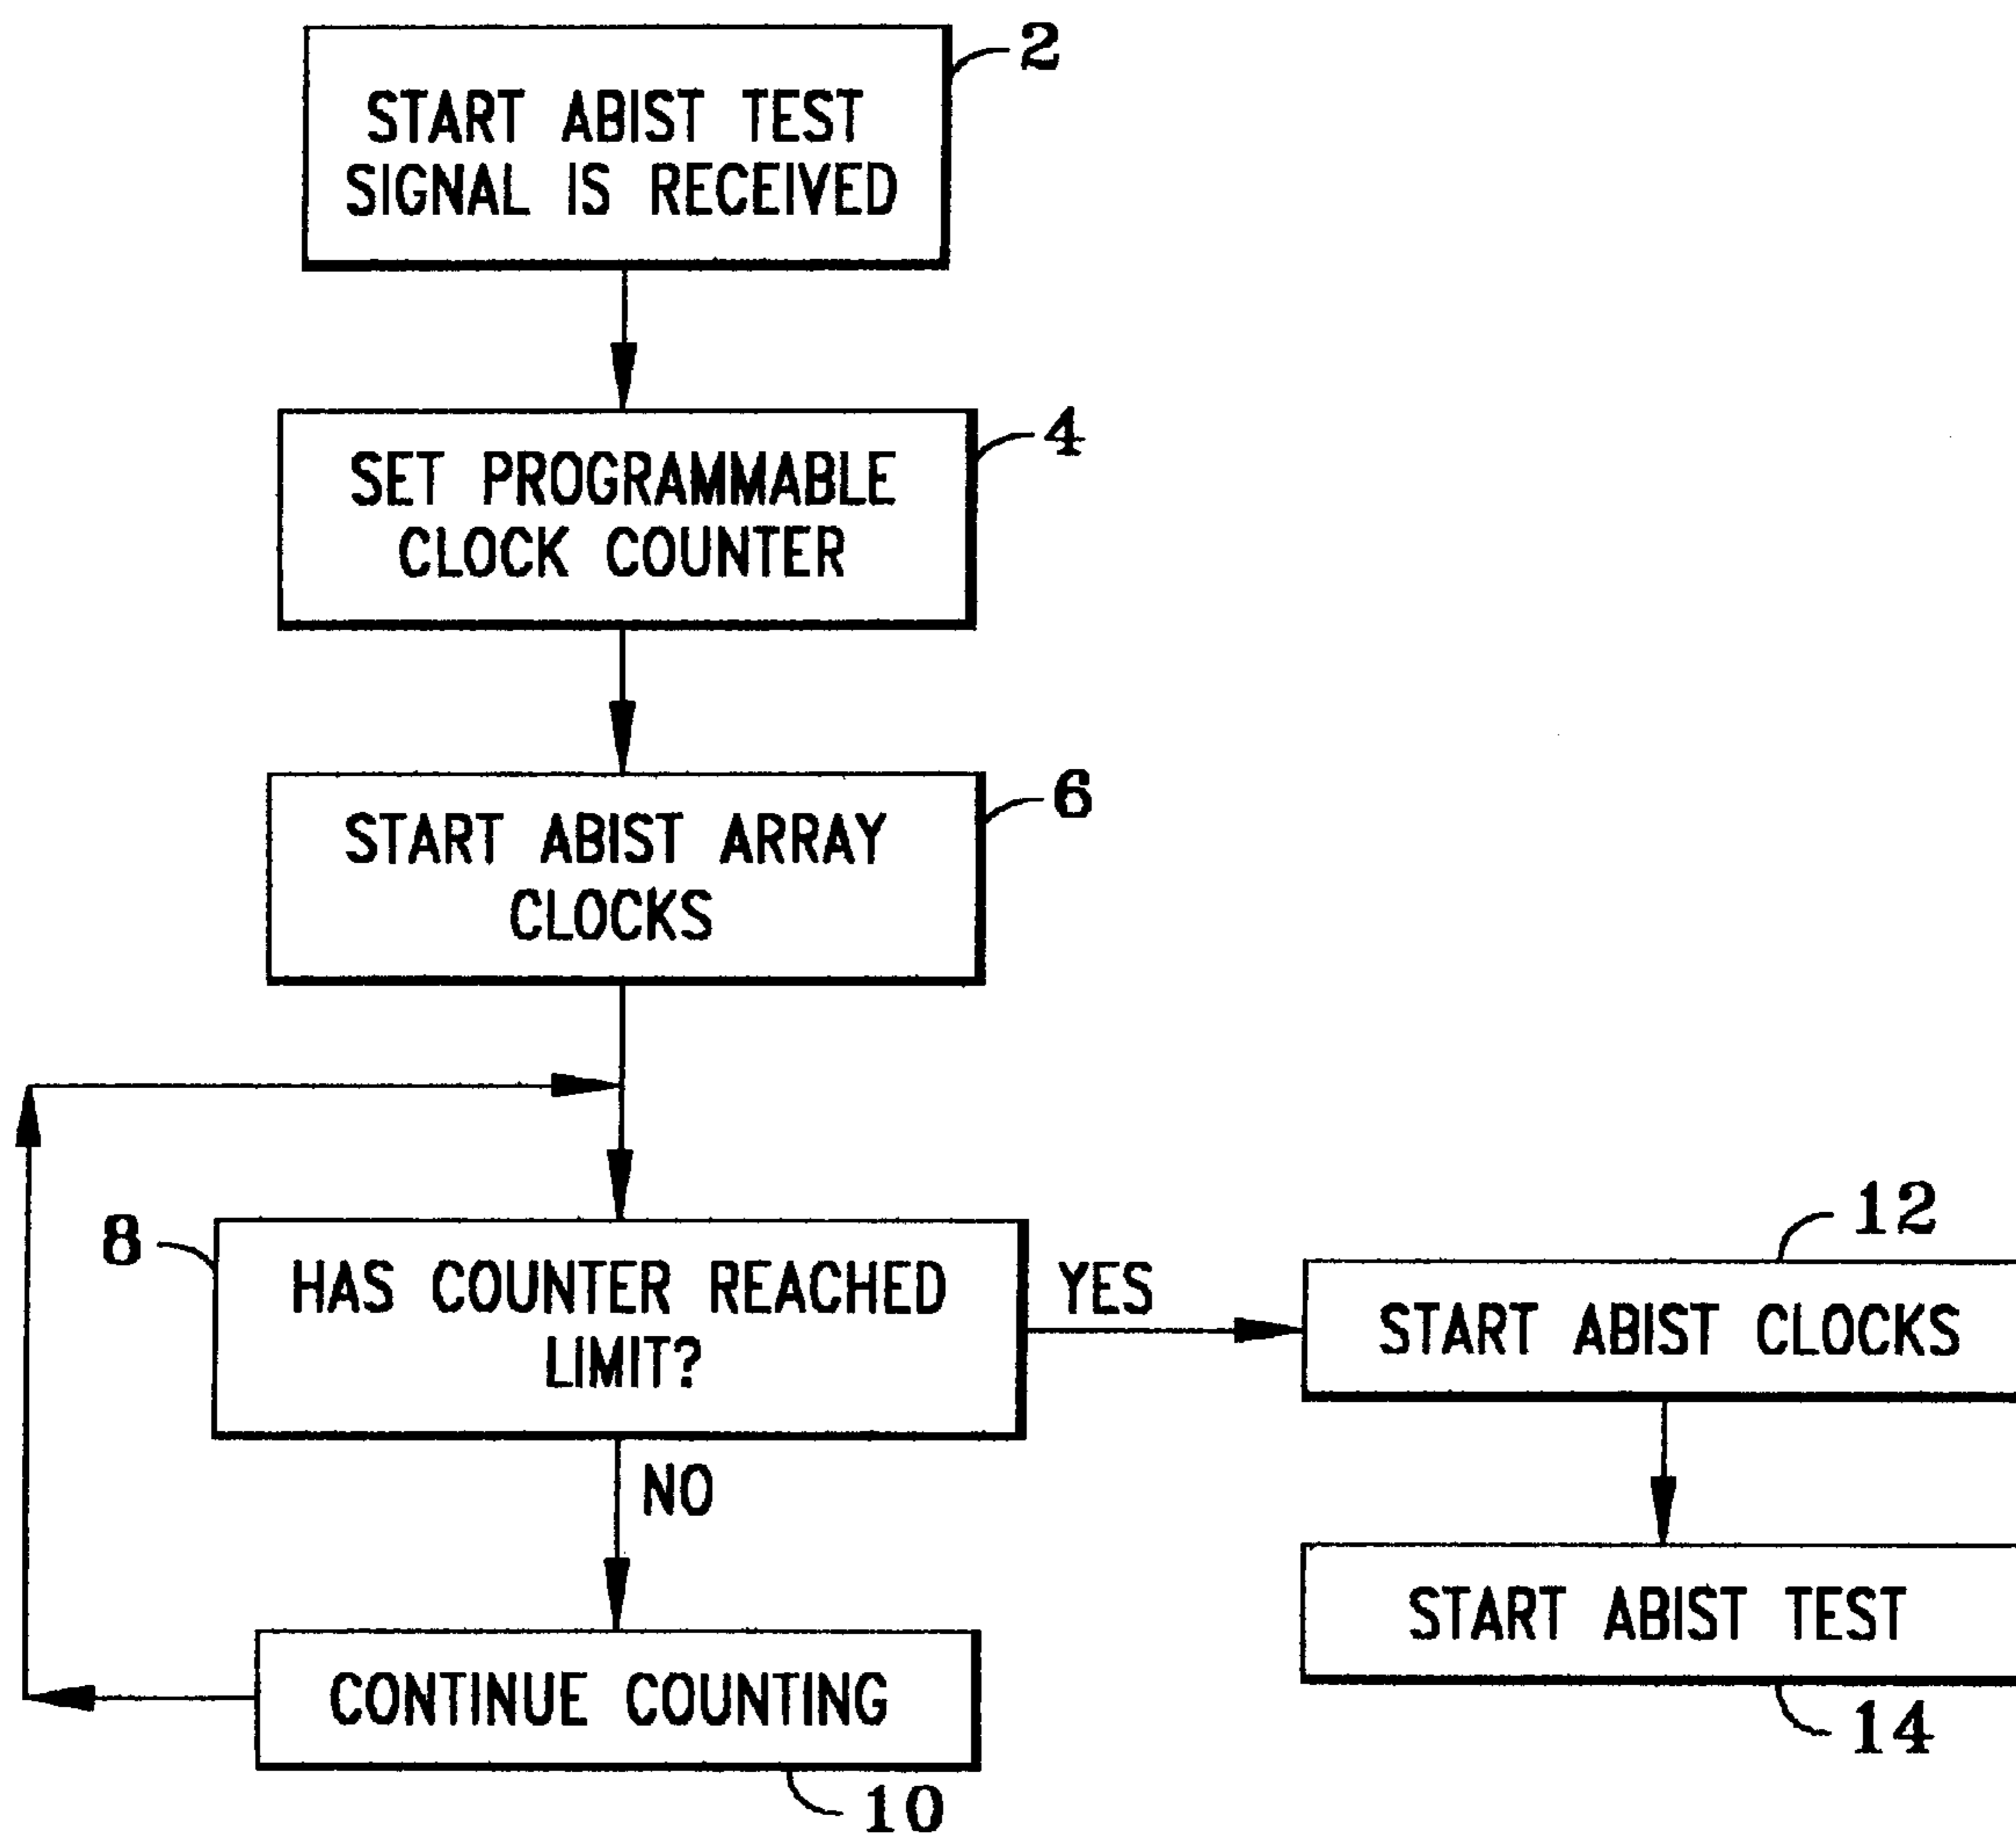 2
START ABIST TEST
SIGNAL IS RECEIVED
4
SET PROGRAMMABLE
CLOCK COUNTER
6
START ABIST ARRAY
CLOCKS
8
HAS COUNTER REACHED
LIMIT?
YES
12
START ABIST CLOCKS
NO
START ABIST TEST
14
CONTINUE COUNTING
10